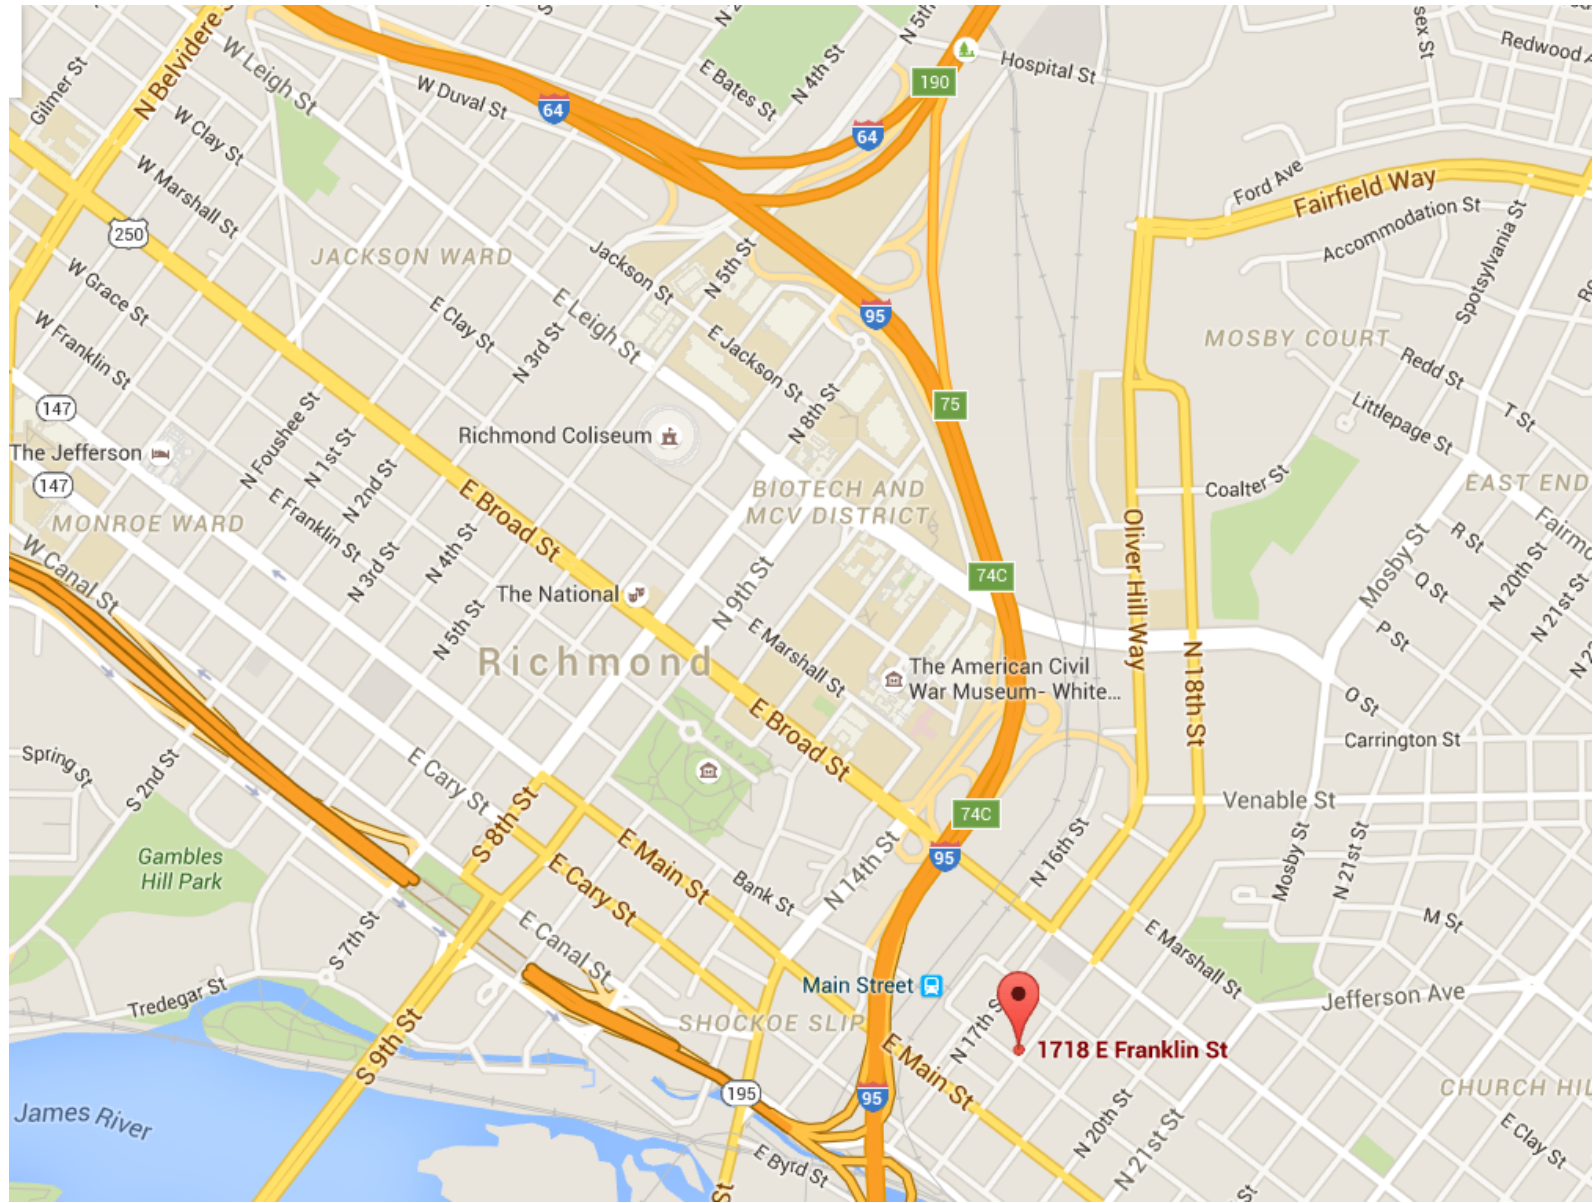 N Belvidere S
W Leigh St
N 5th
Hospital St
sex St
Redwood A
Gilmer St
W Duval St
E Bates St
N 4th St
190
64
64
W Clay St
W Marshall St
Ford Ave
Fairfield Way
Accommodation St
Spotsylvania St
250
JACKSON WARD
Jackson St
N 5th St
W Grace St
E Clay St
E Leigh St
N 3rd St
95
E Jackson St
W Franklin St
MOSBY COURT
Redd St
T St
Littlepage St
147
75
N 8th St
The Jefferson
Richmond Coliseum
N Foushee St
N 1st St
N 2nd St
147
MONROE WARD
E Franklin St
E Broad St
BIOTECH AND
MCV DISTRICT
Coalter St
EAST END
Fairmo
Oliver Hill Way
Mosby St
R St
Q St
N 20th St
N 21st St
P St
W Canal St
N 3rd St
N 4th St
N 5th St
The National
N 9th St
74C
Richmond
E Marshall St
The American Civil
War Museum- White...
N 18th St
O St
E Broad St
Carrington St
Spring St
S 2nd St
E Cary St
74C
Venable St
S 8th St
Gambles
Hill Park
E Main St
N 14th St
95
N 16th St
Mosby St
N 21st St
E Cary St
Bank St
M St
S 7th St
E Canal St
E Marshall St
Main Street
Tredegar St
Jefferson Ave
SHOCKOE SLIP
S 9th St
N 17th S
1718 E Franklin St
E Main St
195
95
CHURCH HIL
James River
N 20th St
N 21st St
E Clay St
E Byrd St
St
St